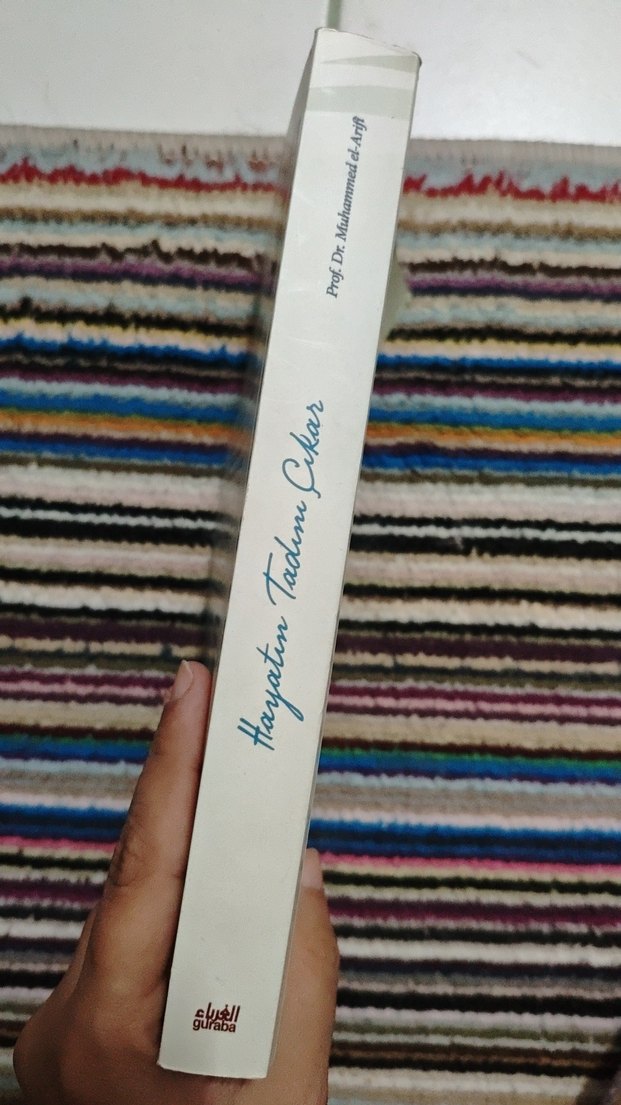 Prof. Dr. Muhammed el-Arifi
Hayatın Tadını Çıkar
الغرباء
guraba